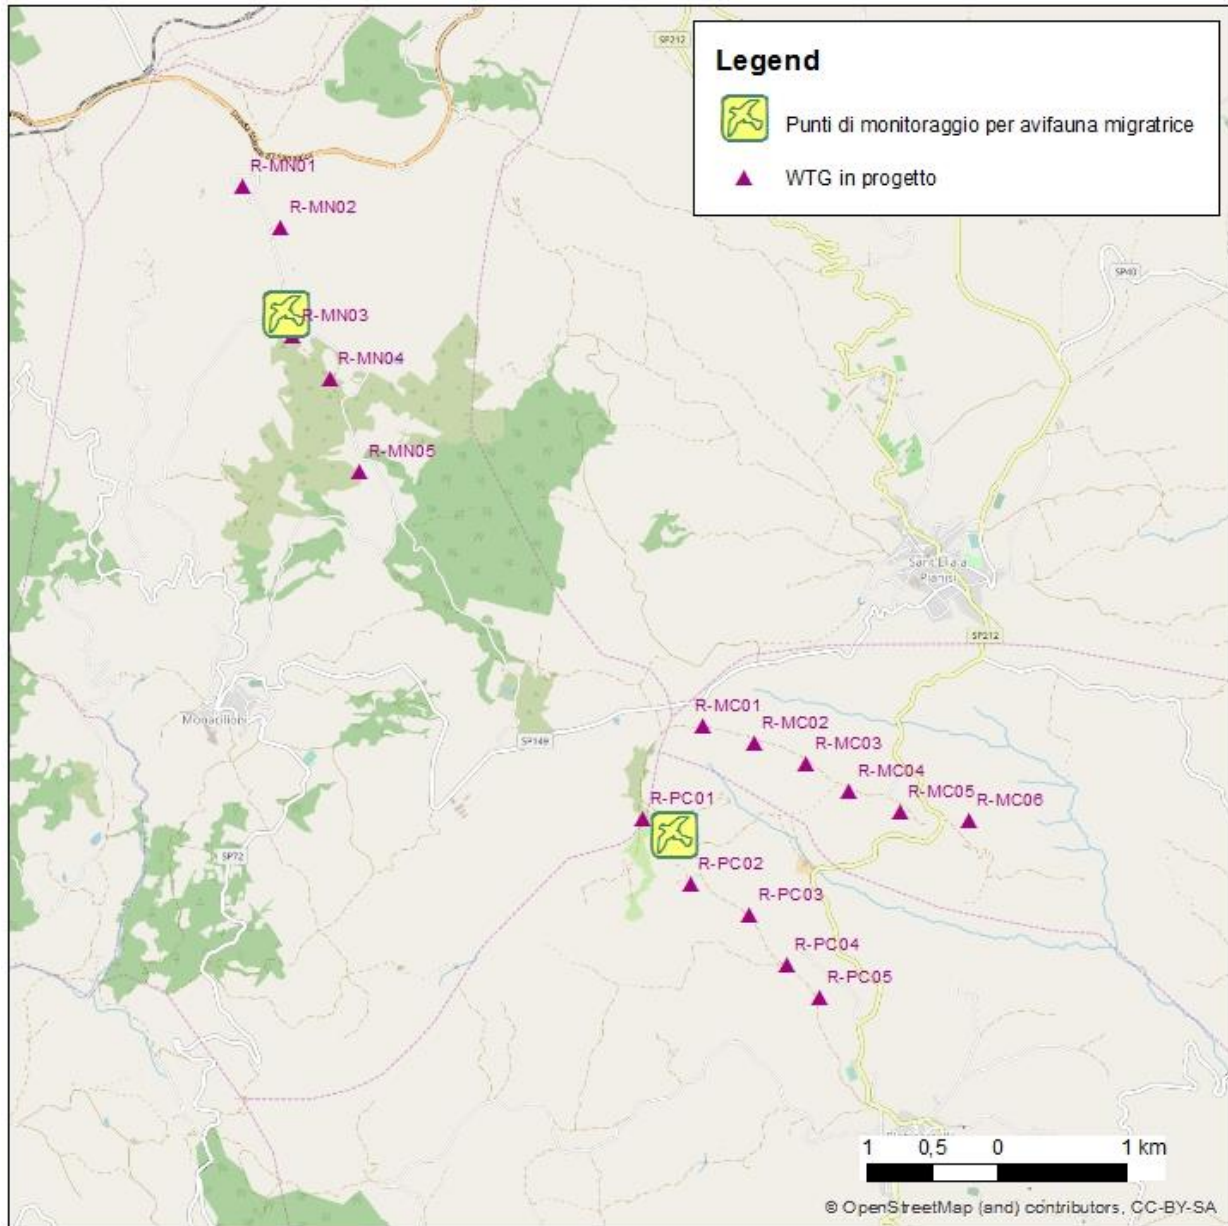 SP212
Legend
Punti di monitoraggio per avifauna migratrice
WTG in progetto
R-MN01
R-MN02
SP40
R-MN03
R-MN04
R-MN05
Sant'Elia a
Pianisi
SP212
Monacilioni
R-MC01
R-MC02
SP149
R-MC03
R-MC04
R-MC05
R-MC06
R-PC01
SP72
R-PC02
R-PC03
R-PC04
R-PC05
1 0,5 0 1 km
© OpenStreetMap (and) contributors, CC-BY-SA